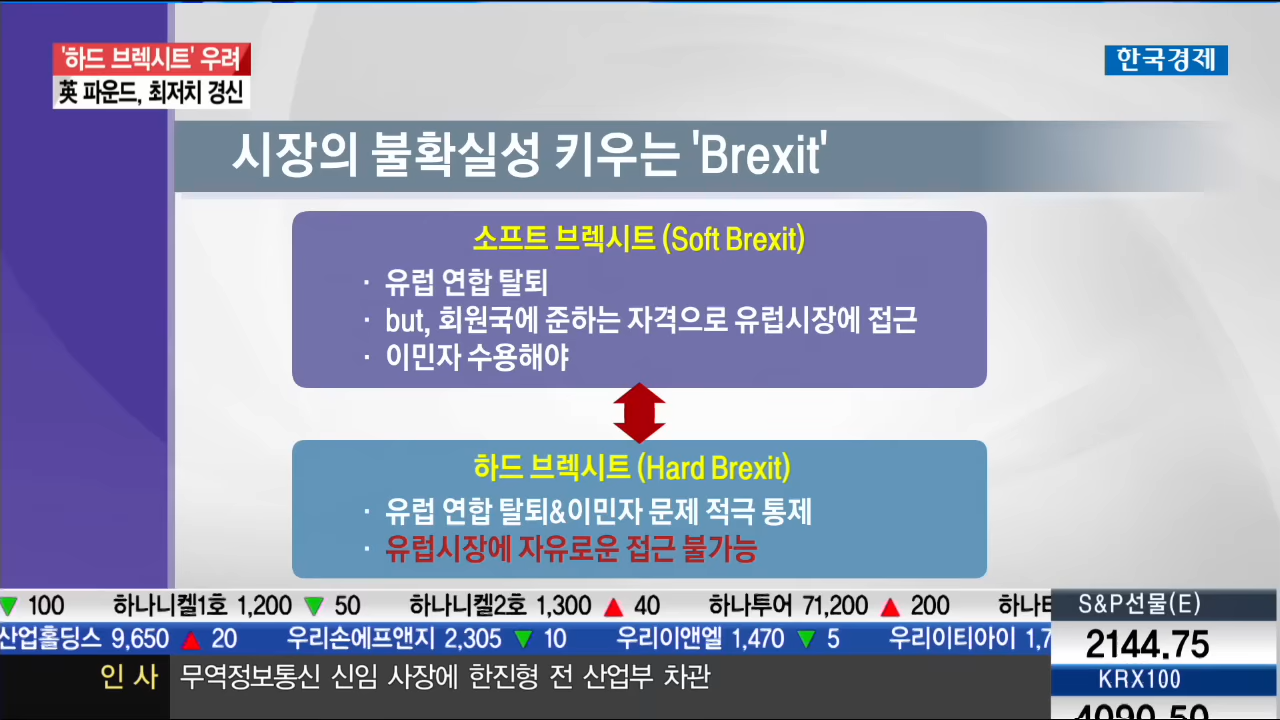 '하드 브렉시트' 우려
英 파운드, 최저치 경신
한국경제
시장의 불확실성 키우는 'Brexit'
소프트 브렉시트 (Soft Brexit)
· 유럽 연합 탈퇴
· but, 회원국에 준하는 자격으로 유럽시장에 접근
· 이민자 수용해야
하드 브렉시트 (Hard Brexit)
· 유럽 연합 탈퇴&이민자 문제 적극 통제
· 유럽시장에 자유로운 접근 불가능
▼ 100 하나니켈1호 1,200 ▼ 50 하나니켈2호 1,300 ▲ 40 하나투어 71,200 ▲ 200
산업홀딩스 9,650 ▲ 20 우리손에프앤지 2,305 ▼ 10 우리이앤엘 1,470 ▼ 5 우리이티아이
인 사 무역정보통신 신임 사장에 한진형 전 산업부 차관
S&P선물(E)
2144.75
KRX100
4090.50